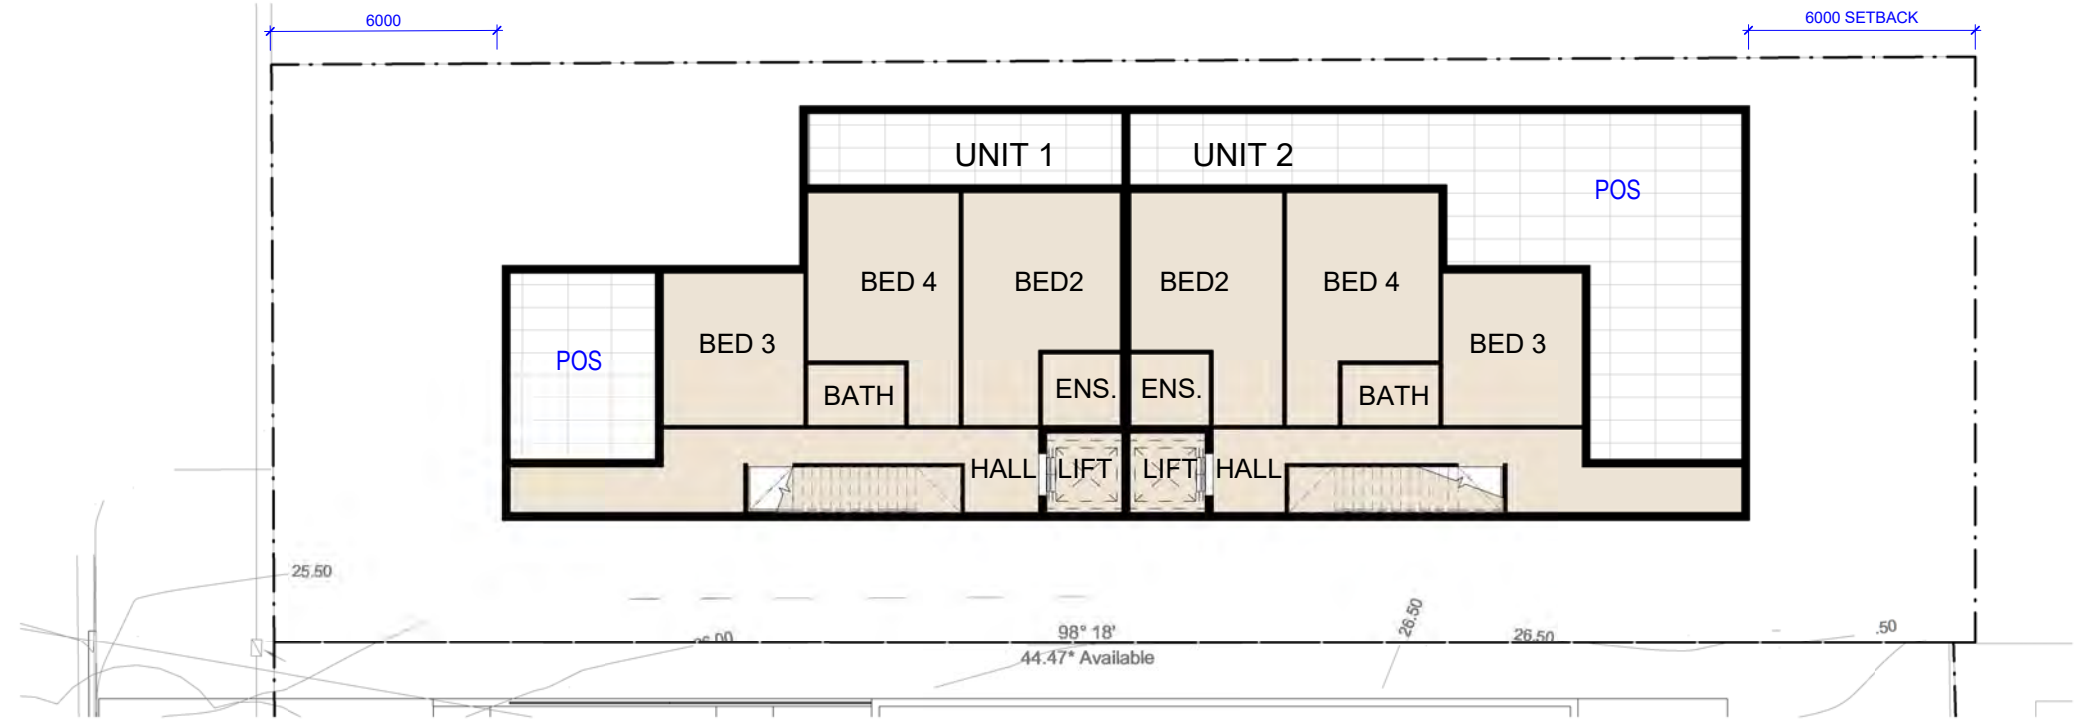 6000
6000 SETBACK
UNIT 1
UNIT 2
POS
BED 4
BED2
BED2
BED 4
BED 3
BED 3
POS
BATH
ENS.
ENS.
BATH
HALL
LIFT
LIFT
HALL
25.50
26.50
98° 18'
26.50
.50
44.47* Available